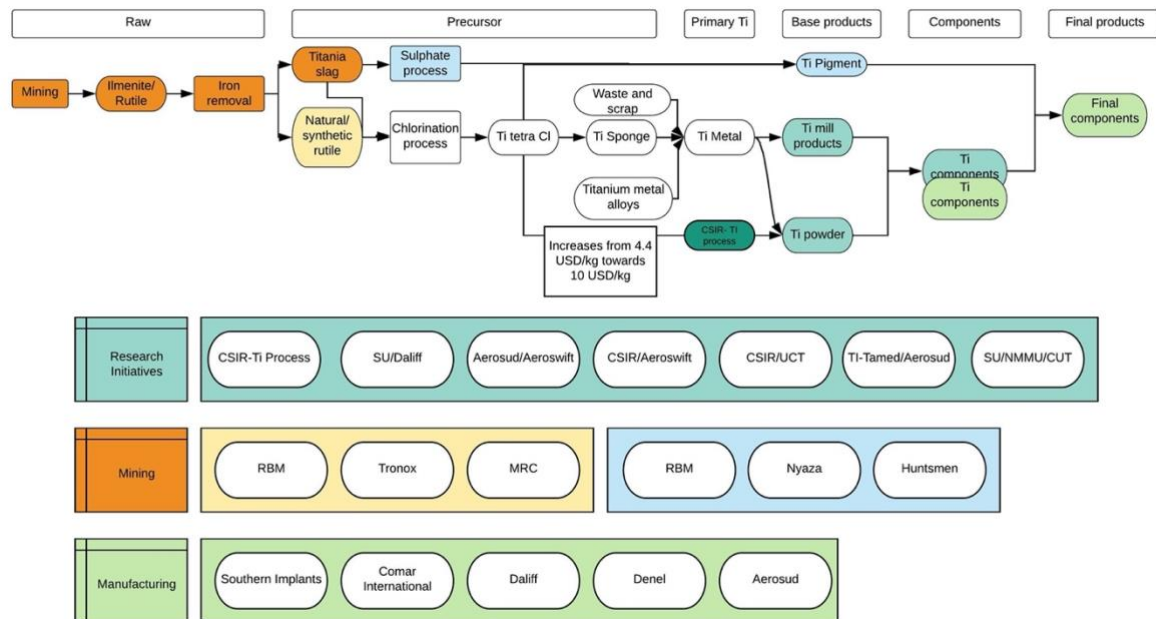 Raw
Precursor
Primary Ti
Base products
Components
Final products
Mining
Ilmenite/
Rutile
Iron
removal
Titania
slag
Sulphate
process
Natural/
synthetic
rutile
Chlorination
process
Ti tetra Cl
Waste and
scrap
Ti Sponge
Titanium metal
alloys
Ti Metal
Increases from 4.4
USD/kg towards
10 USD/kg
CSIR- TI
process
Ti Pigment
Ti mill
products
Ti powder
Ti
components
Ti
components
Final
components
Research
Initiatives
CSIR-Ti Process
SU/Daliff
Aerosud/Aeroswift
CSIR/Aeroswift
CSIR/UCT
TI-Tamed/Aerosud
SU/NMMU/CUT
Mining
RBM
Tronox
MRC
RBM
Nyaza
Huntsmen
Manufacturing
Southern Implants
Comar
International
Daliff
Denel
Aerosud